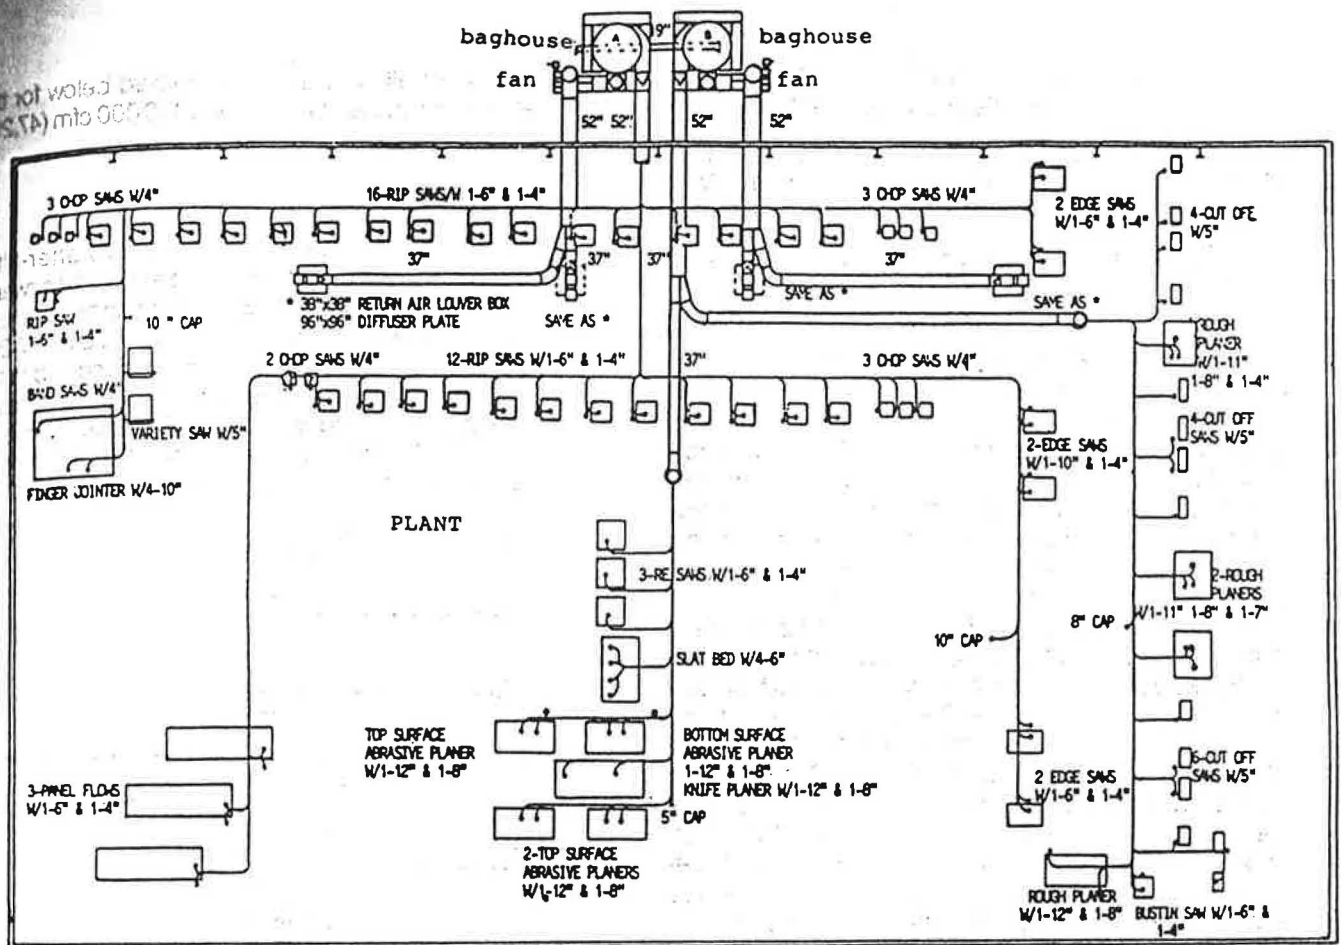 9"
A
B
baghouse
baghouse
fan
fan
52"
52"
52"
52"
3 CHOP SAWS W/4"
16-RIP SAWS/W 1-6" & 1-4"
3 CHOP SAWS W/4"
2 EDGE SAWS
W/1-6" & 1-4"
4-CUT OFF
W/5"
37"
37"
37"
37"
* 38"x38" RETURN AIR LOUVER BOX
96"x96" DIFFUSER PLATE
SAME AS *
SAME AS *
SAME AS *
RIP SAW
1-6" & 1-4"
10 " CAP
2 CHOP SAWS W/4"
12-RIP SAWS W/1-6" & 1-4"
37"
3 CHOP SAWS W/4"
ROUGH
PLANER
W/1-11"
1-8" & 1-4"
BAND SAWS W/4"
VARIETY SAW W/5"
FINGER JOINTER W/4-10"
2-EDGE SAWS
W/1-10" & 1-4"
4-CUT OFF
SAWS W/5"
PLANT
3-RE SAWS W/1-6" & 1-4"
2-ROUGH
PLANERS
W/1-11" 1-8" & 1-7"
10" CAP
8" CAP
SLAT BED W/4-6"
TOP SURFACE
ABRASIVE PLANER
W/1-12" & 1-8"
BOTTOM SURFACE
ABRASIVE PLANER
1-12" & 1-8"
KNIFE PLANER W/1-12" & 1-8"
3-PANEL FLOWS
W/1-6" & 1-4"
5" CAP
2 EDGE SAWS
W/1-6" & 1-4"
6-CUT OFF
SAWS W/5"
2-TOP SURFACE
ABRASIVE PLANERS
W/1-12" & 1-8"
ROUGH PLANER
W/1-12" & 1-8"
BUSTIN SAW W/1-6" &
1-4"